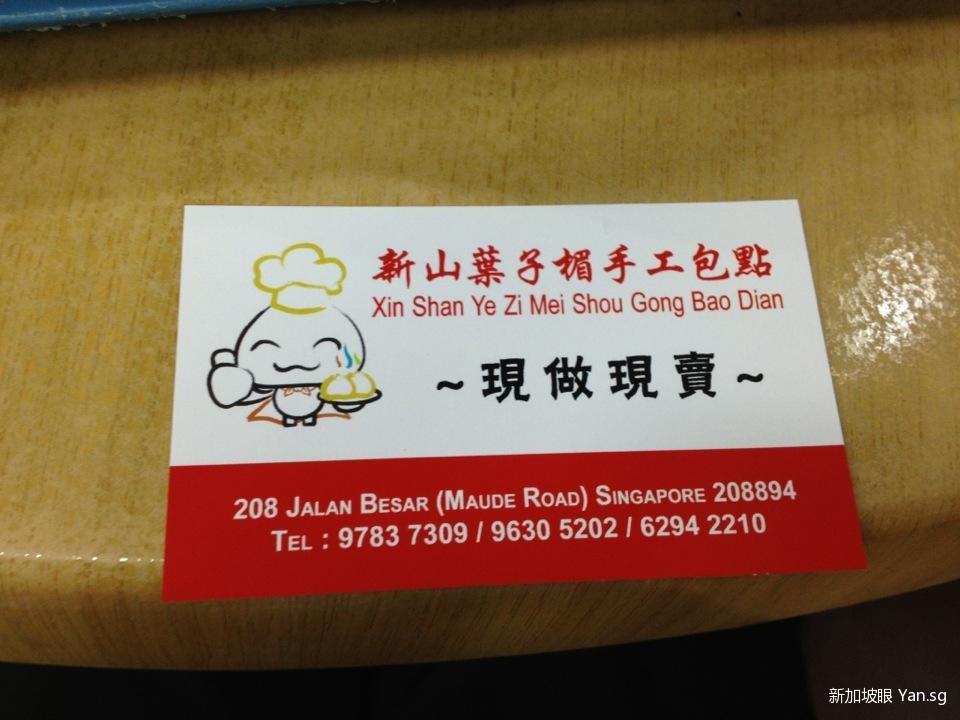 新山葉子楣手工包點
Xin Shan Ye Zi Mei Shou Gong Bao Dian
~ 現做現賣 ~
208 JALAN BESAR (MAUDE ROAD) SINGAPORE 208894
TEL : 9783 7309 / 9630 5202 / 6294 2210
新加坡眼 Yan.sg